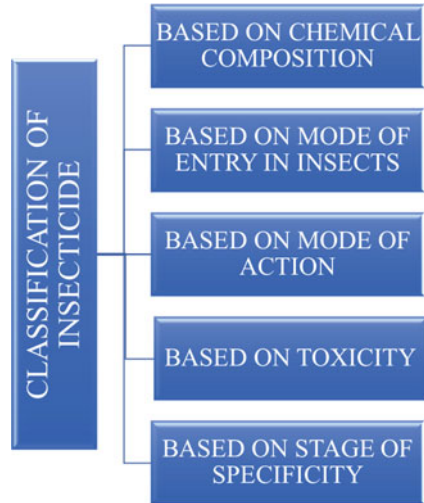 CLASSIFICATION OF
INSECTICIDE
BASED ON CHEMICAL
COMPOSITION
BASED ON MODE OF
ENTRY IN INSECTS
BASED ON MODE OF
ACTION
BASED ON TOXICITY
BASED ON STAGE OF
SPECIFICITY